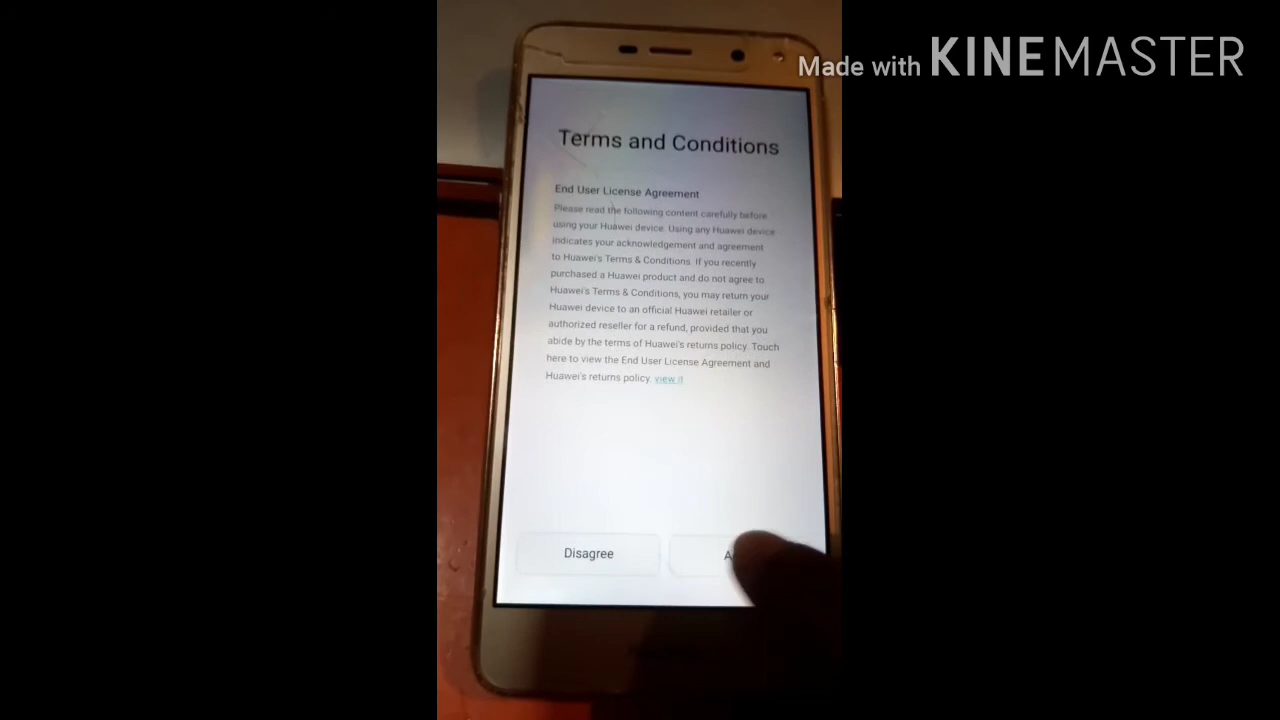 Made with KINEMASTER
Terms and Conditions
End User License Agreement
Please read the following content carefully before
using your Huawei device. Using any Huawei device
indicates your acknowledgement and agreement
to Huawei's Terms & Conditions. If you recently
purchased a Huawei product and do not agree to
Huawei's Terms & Conditions, you may return your
Huawei device to an official Huawei retailer or
authorized reseller for a refund, provided that you
abide by the terms of Huawei's returns policy. Touch
here to view the End User License Agreement and
Huawei's returns policy. view it
Disagree